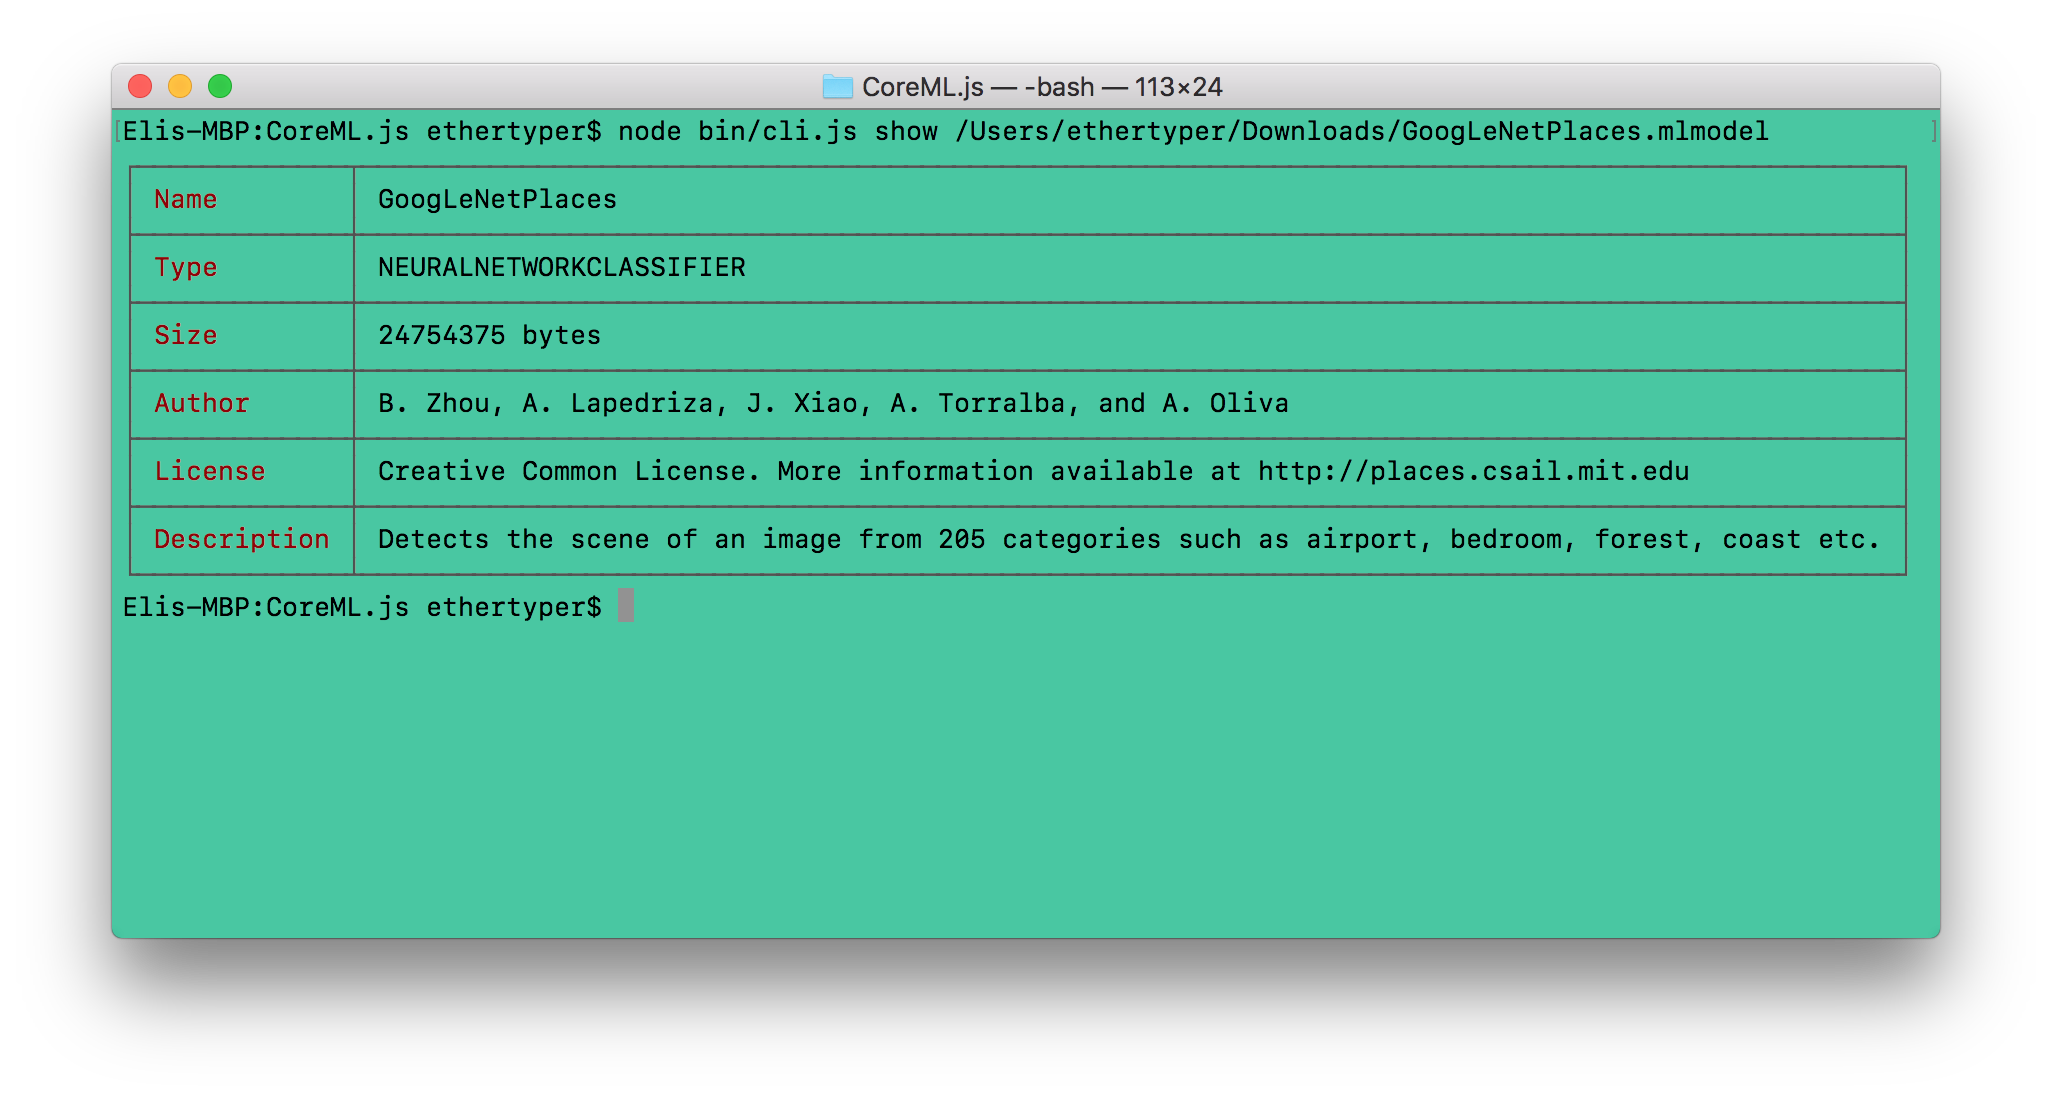 CoreML.js — -bash — 113×24
[Elis-MBP:CoreML.js ethertyper$ node bin/cli.js show /Users/ethertyper/Downloads/GoogLeNetPlaces.mlmodel ]
Name GoogLeNetPlaces
Type NEURALNETWORKCLASSIFIER
Size 24754375 bytes
Author B. Zhou, A. Lapedriza, J. Xiao, A. Torralba, and A. Oliva
License Creative Common License. More information available at http://places.csail.mit.edu
Description Detects the scene of an image from 205 categories such as airport, bedroom, forest, coast etc.
Elis-MBP:CoreML.js ethertyper$